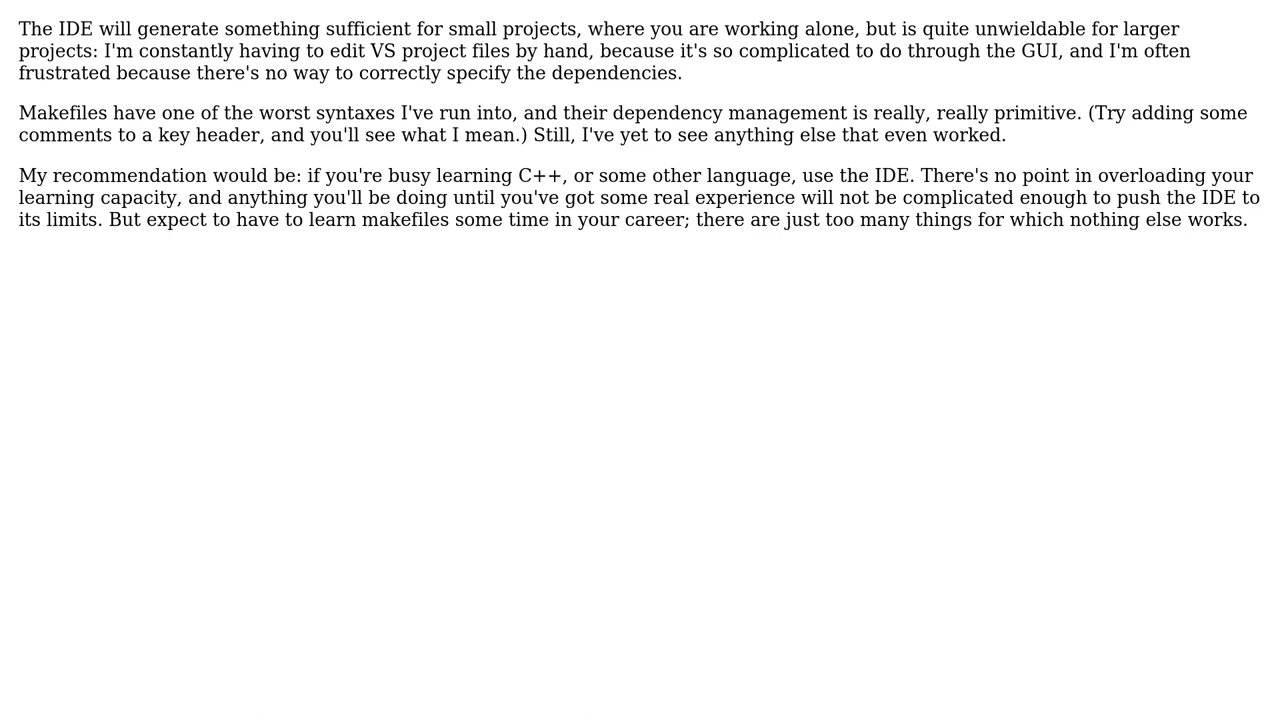 The IDE will generate something sufficient for small projects, where you are working alone, but is quite unwieldable for larger
projects: I'm constantly having to edit VS project files by hand, because it's so complicated to do through the GUI, and I'm often
frustrated because there's no way to correctly specify the dependencies.
Makefiles have one of the worst syntaxes I've run into, and their dependency management is really, really primitive. (Try adding some
comments to a key header, and you'll see what I mean.) Still, I've yet to see anything else that even worked.
My recommendation would be: if you're busy learning C++, or some other language, use the IDE. There's no point in overloading your
learning capacity, and anything you'll be doing until you've got some real experience will not be complicated enough to push the IDE to
its limits. But expect to have to learn makefiles some time in your career; there are just too many things for which nothing else works.